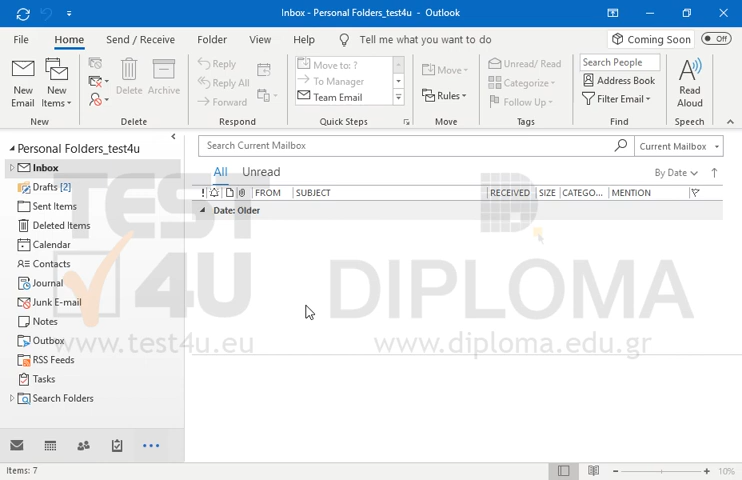 Inbox - Personal Folders_test4u - Outlook
File Home Send / Receive Folder View Help Tell me what you want to do Coming Soon Off
New Email
New Items
New
Delete
Archive
Delete
Reply
Reply All
Forward
Respond
Move to: ?
To Manager
Team Email
Quick Steps
Move
Rules
Move
Unread/ Read
Categorize
Follow Up
Tags
Search People
Address Book
Filter Email
Find
Read Aloud
Speech
Personal Folders_test4u
Inbox
Drafts [2]
Sent Items
Deleted Items
Calendar
Contacts
Journal
Junk E-mail
Notes
Outbox
RSS Feeds
Tasks
Search Folders
Search Current Mailbox Current Mailbox
All Unread By Date
! FROM SUBJECT RECEIVED SIZE CATEGO... MENTION
Date: Older
TEST
4U
www.test4u.eu
DIPLOMA
www.diploma.edu.gr
Items: 7
10%